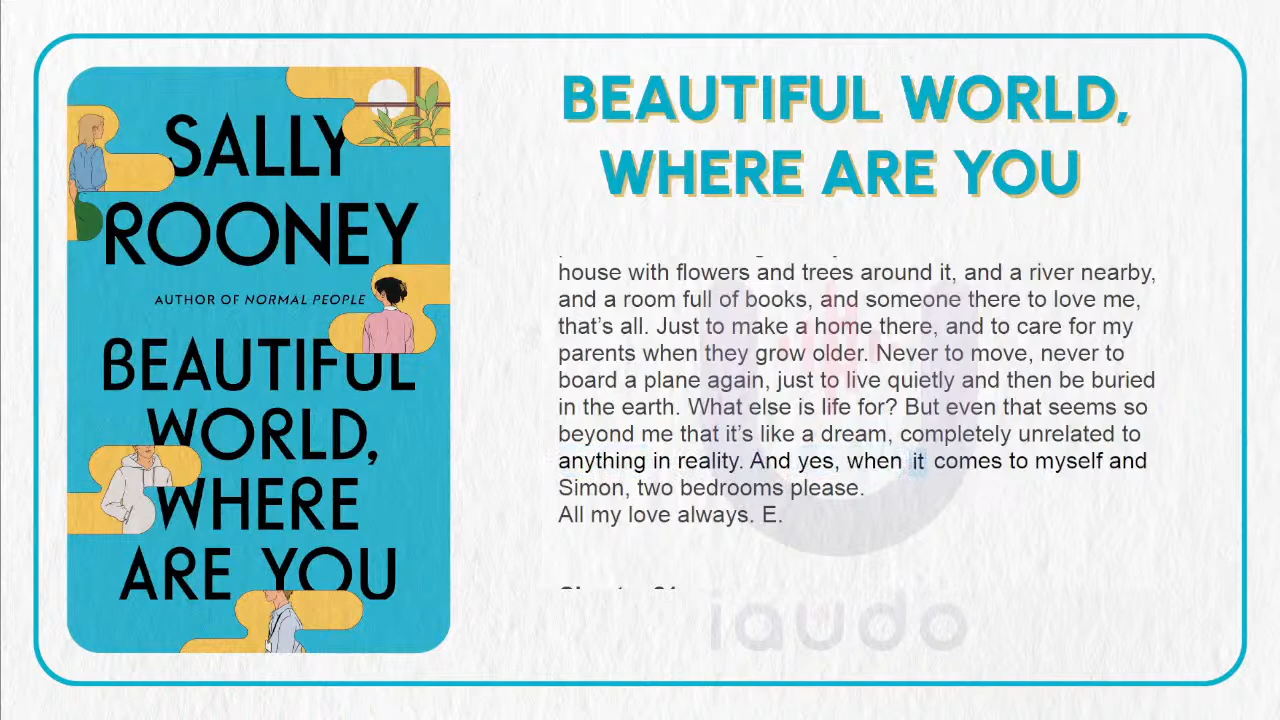 SALLY
ROONEY
AUTHOR OF NORMAL PEOPLE
BEAUTIFUL
WORLD,
WHERE
ARE YOU
BEAUTIFUL WORLD,
WHERE ARE YOU
house with flowers and trees around it, and a river nearby,
and a room full of books, and someone there to love me,
that’s all. Just to make a home there, and to care for my
parents when they grow older. Never to move, never to
board a plane again, just to live quietly and then be buried
in the earth. What else is life for? But even that seems so
beyond me that it’s like a dream, completely unrelated to
anything in reality. And yes, when it comes to myself and
Simon, two bedrooms please.
All my love always. E.
iaudo